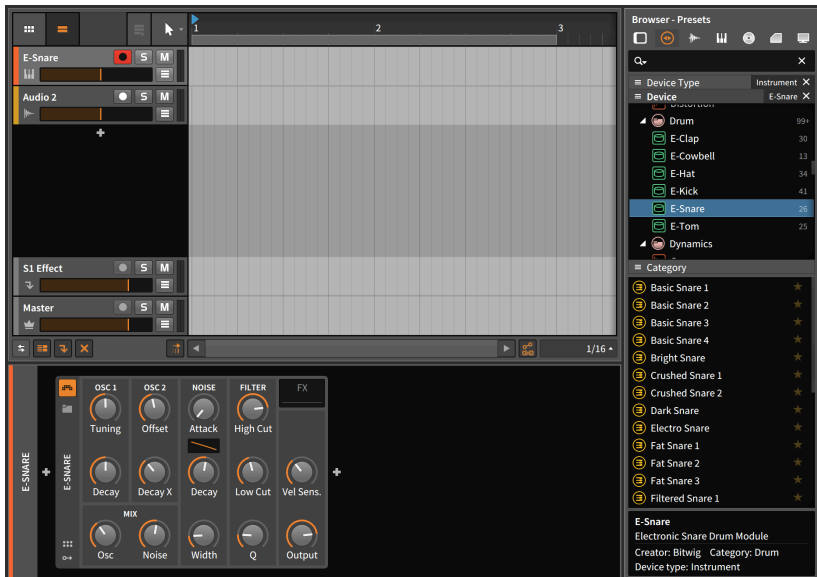 1
2
3
E-Snare
S
M
Audio 2
S
M
S1 Effect
S
M
Master
S
M
1/16
E-SNARE
E-SNARE
OSC 1
OSC 2
NOISE
FILTER
FX
Tuning
Offset
Attack
High Cut
Decay
Decay X
Decay
Low Cut
Vel Sens.
MIX
Osc
Noise
Width
Q
Output
Browser - Presets
Device Type
Instrument
Device
E-Snare
Distortion
Drum 99+
E-Clap 30
E-Cowbell 13
E-Hat 34
E-Kick 41
E-Snare 26
E-Tom 25
Dynamics
Category
Basic Snare 1
Basic Snare 2
Basic Snare 3
Basic Snare 4
Bright Snare
Crushed Snare 1
Crushed Snare 2
Dark Snare
Electro Snare
Fat Snare 1
Fat Snare 2
Fat Snare 3
Filtered Snare 1
E-Snare
Electronic Snare Drum Module
Creator: Bitwig Category: Drum
Device type: Instrument